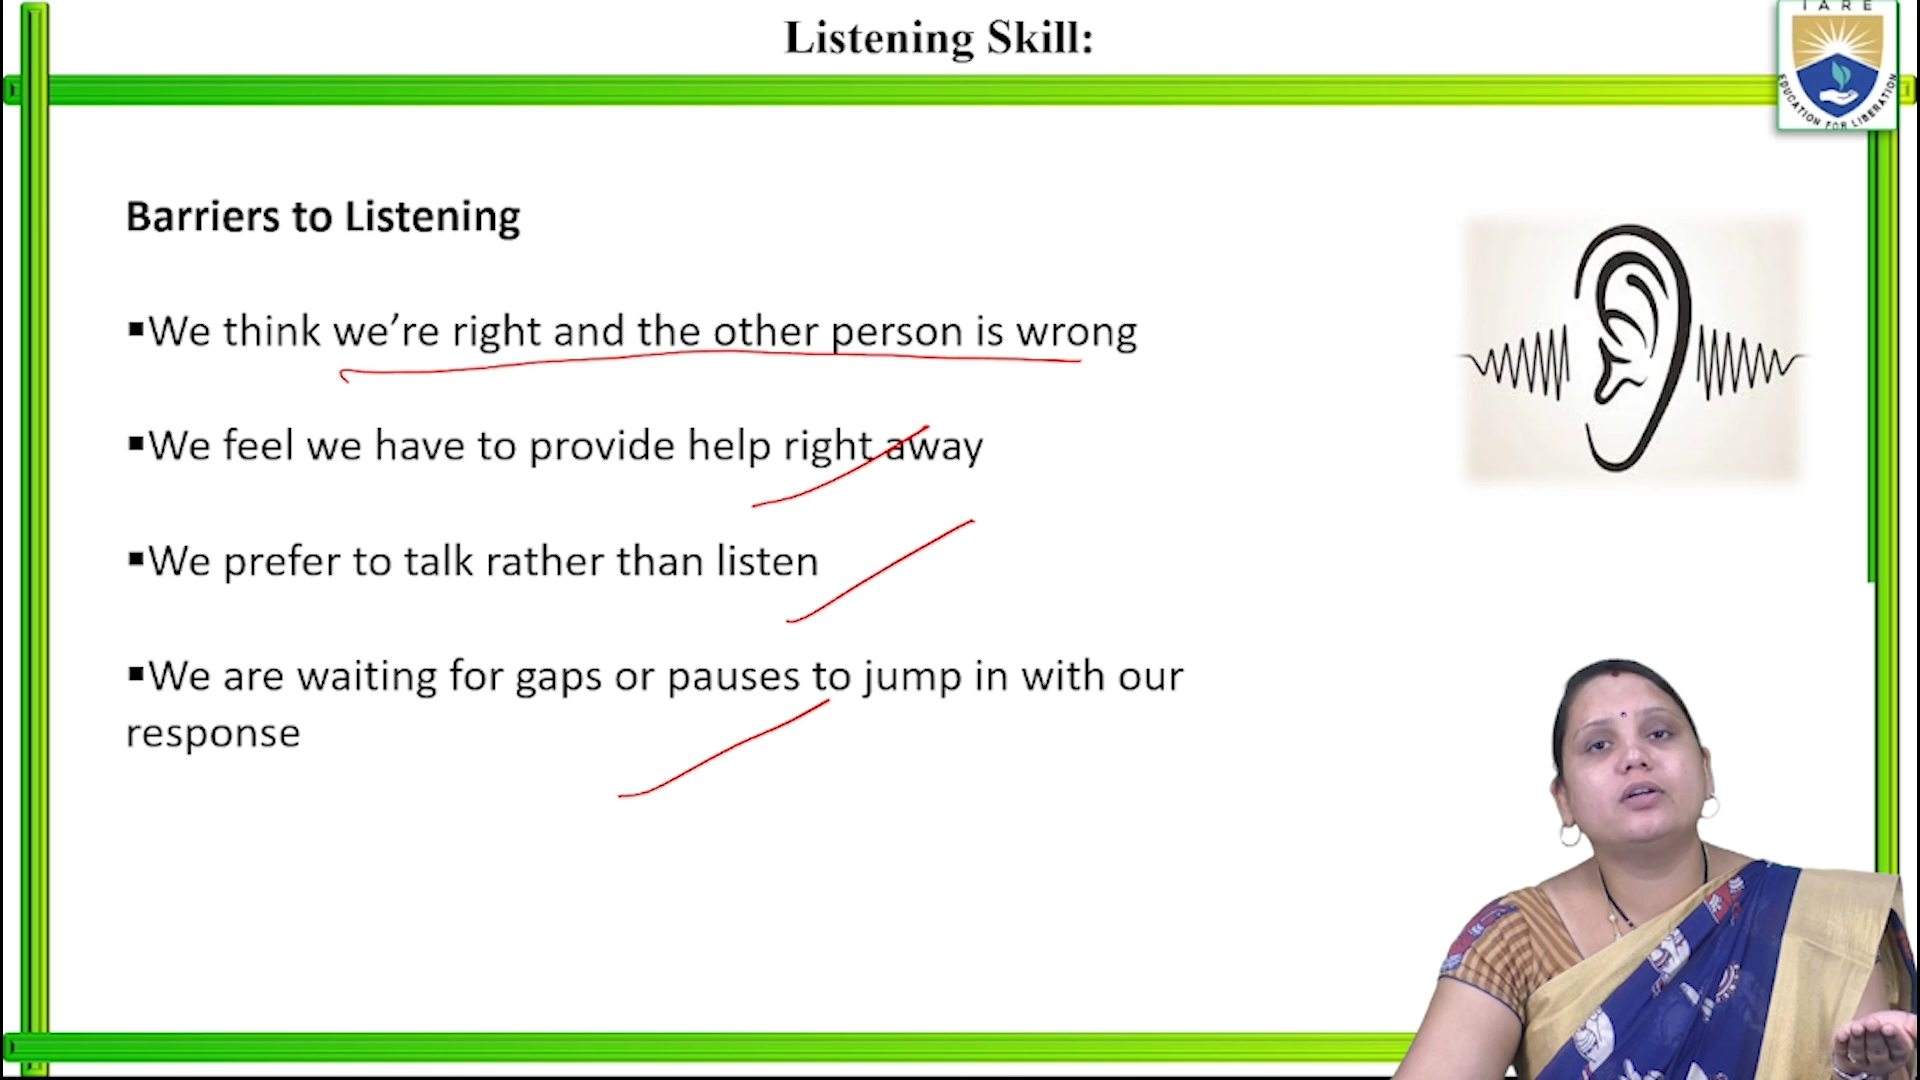 Listening Skill:
IARE
EDUCATION FOR LIBERATION
Barriers to Listening
▪We think we’re right and the other person is wrong
▪We feel we have to provide help right away
▪We prefer to talk rather than listen
▪We are waiting for gaps or pauses to jump in with our
response